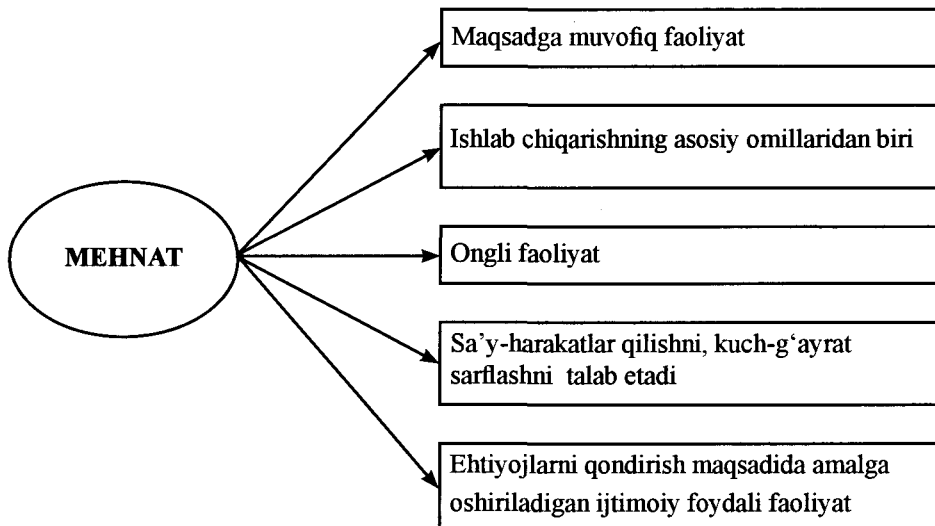 Maqsadga muvofiq faoliyat
Ishlab chiqarishning asosiy omillaridan biri
MEHNAT
Ongli faoliyat
Sa’y-harakatlar qilishni, kuch-g‘ayrat
sarflashni talab etadi
Ehtiyojlarni qondirish maqsadida amalga
oshiriladigan ijtimoiy foydali faoliyat